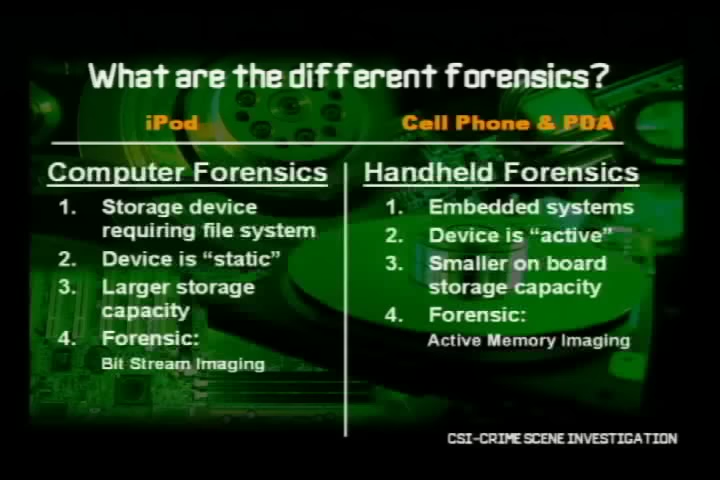 What are the different forensics?
iPod
Cell Phone & PDA
Computer Forensics
1. Storage device
requiring file system
2. Device is “static”
3. Larger storage
capacity
4. Forensic:
Bit Stream Imaging
Handheld Forensics
1. Embedded systems
2. Device is “active”
3. Smaller on board
storage capacity
4. Forensic:
Active Memory Imaging
CSI-CRIME SCENE INVESTIGATION